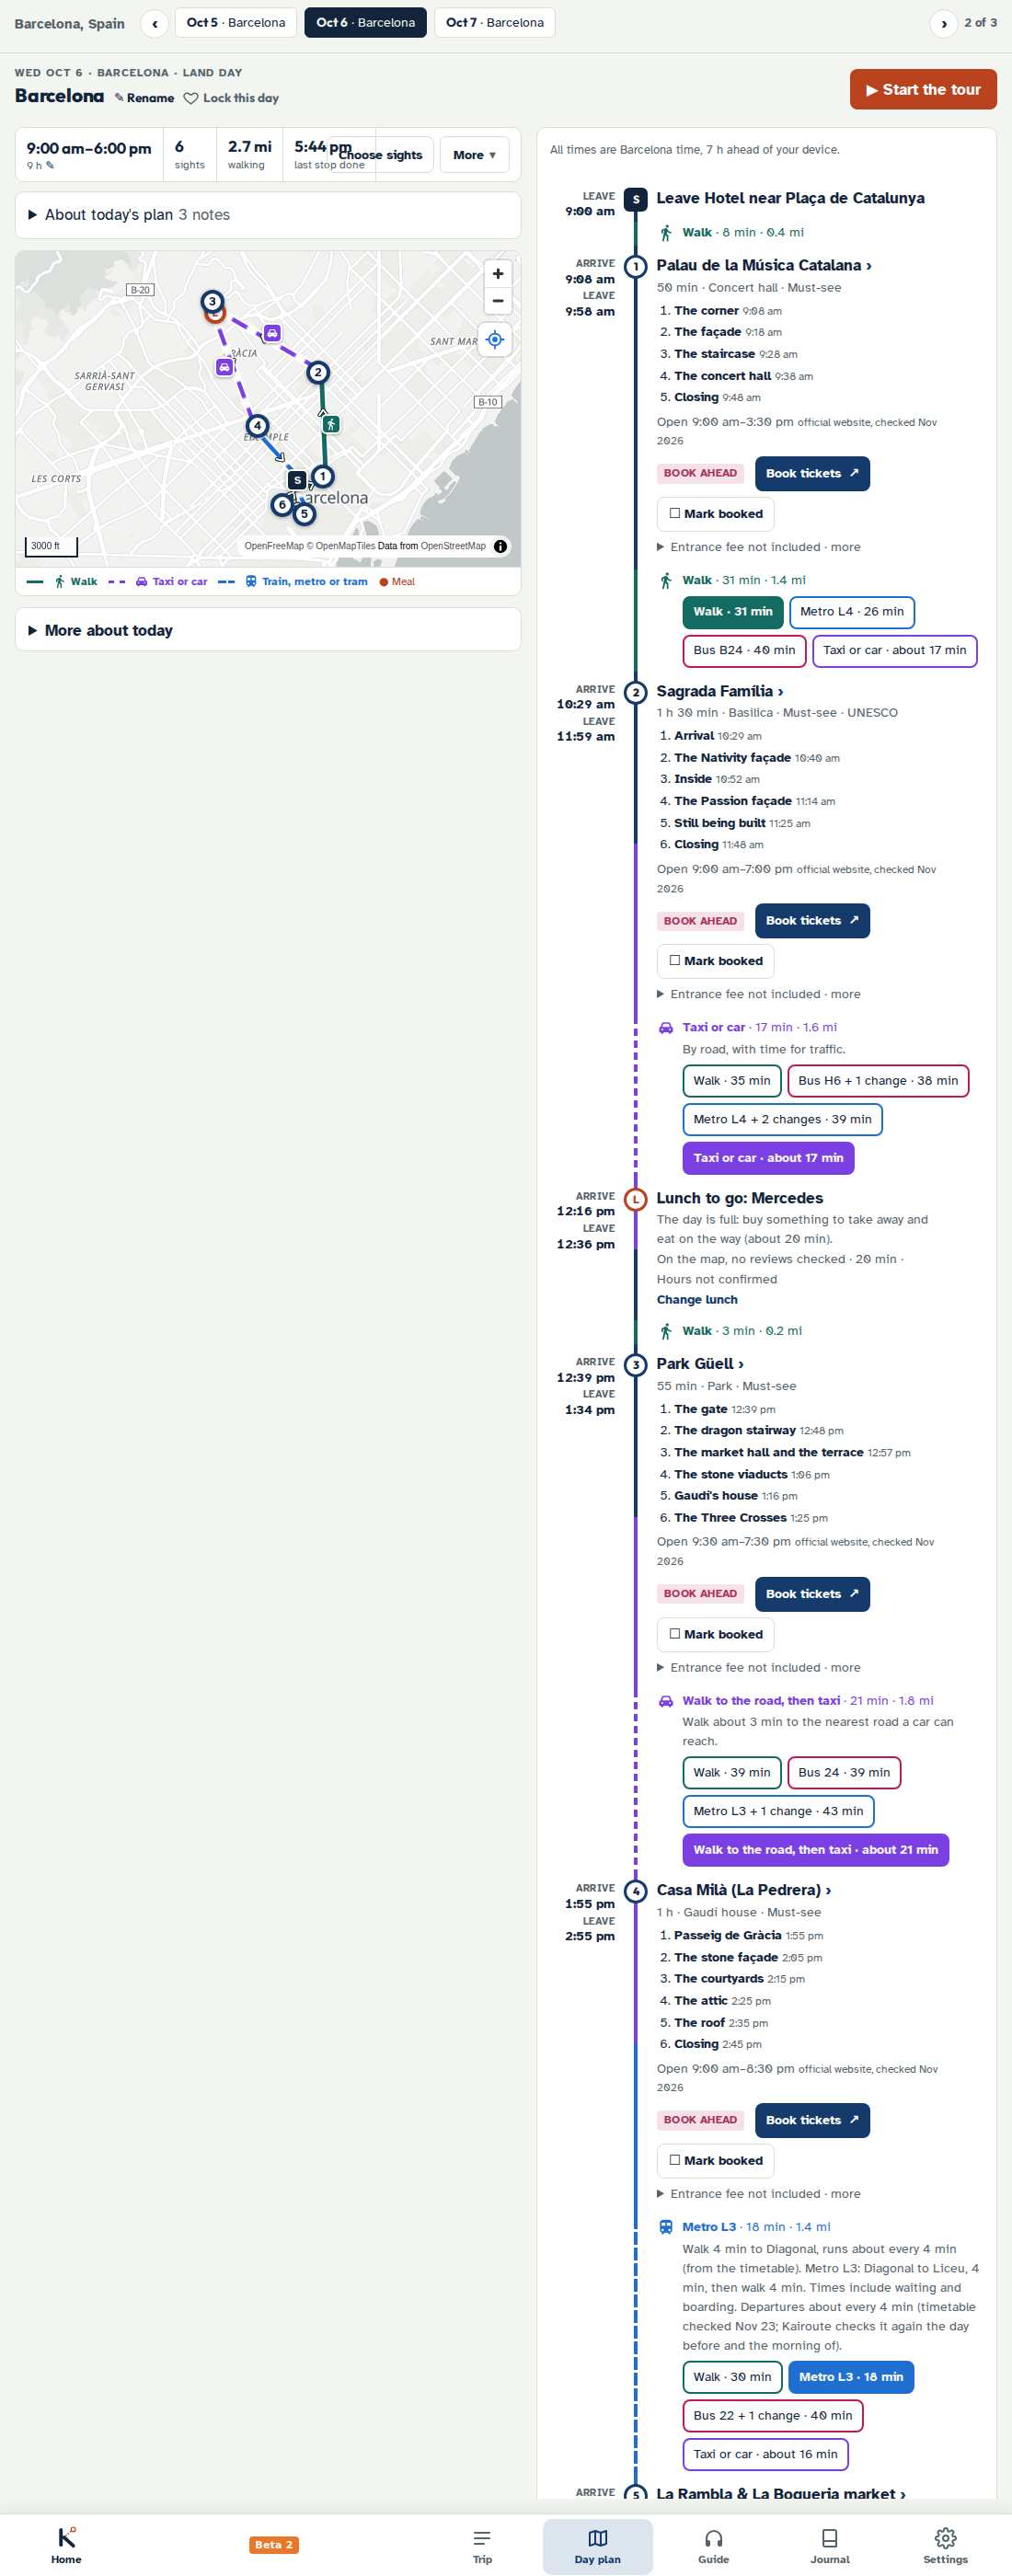 Barcelona, Spain
‹
Oct 5 · Barcelona
Oct 6 · Barcelona
Oct 7 · Barcelona
›
2 of 3
WED OCT 6 · BARCELONA · LAND DAY
Barcelona
✎ Rename
Lock this day
▶ Start the tour
9:00 am–6:00 pm
9 h ✎
6
sights
2.7 mi
walking
5:44 pm
last stop done
Choose sights
More ▾
▶ About today's plan 3 notes
B-20
3
RÀCIA
SANT MAR
SARRIÀ-SANT
GERVASI
2
B-10
4
LES CORTS
S
1
Barcelona
6
5
+
−
3000 ft
OpenFreeMap © OpenMapTiles Data from OpenStreetMap
Walk
Taxi or car
Train, metro or tram
Meal
▶ More about today
All times are Barcelona time, 7 h ahead of your device.
LEAVE
9:00 am
S
Leave Hotel near Plaça de Catalunya
Walk · 8 min · 0.4 mi
ARRIVE
9:08 am
LEAVE
9:58 am
1
Palau de la Música Catalana ›
50 min · Concert hall · Must-see
1. The corner 9:08 am
2. The façade 9:18 am
3. The staircase 9:28 am
4. The concert hall 9:38 am
5. Closing 9:48 am
Open 9:00 am–3:30 pm official website, checked Nov
2026
BOOK AHEAD
Book tickets ↗
☐ Mark booked
▶ Entrance fee not included · more
Walk · 31 min · 1.4 mi
Walk · 31 min
Metro L4 · 26 min
Bus B24 · 40 min
Taxi or car · about 17 min
ARRIVE
10:29 am
LEAVE
11:59 am
2
Sagrada Família ›
1 h 30 min · Basilica · Must-see · UNESCO
1. Arrival 10:29 am
2. The Nativity façade 10:40 am
3. Inside 10:52 am
4. The Passion façade 11:14 am
5. Still being built 11:25 am
6. Closing 11:48 am
Open 9:00 am–7:00 pm official website, checked Nov
2026
BOOK AHEAD
Book tickets ↗
☐ Mark booked
▶ Entrance fee not included · more
Taxi or car · 17 min · 1.6 mi
By road, with time for traffic.
Walk · 35 min
Bus H6 + 1 change · 38 min
Metro L4 + 2 changes · 39 min
Taxi or car · about 17 min
ARRIVE
12:16 pm
LEAVE
12:36 pm
L
Lunch to go: Mercedes
The day is full: buy something to take away and
eat on the way (about 20 min).
On the map, no reviews checked · 20 min ·
Hours not confirmed
Change lunch
Walk · 3 min · 0.2 mi
ARRIVE
12:39 pm
LEAVE
1:34 pm
3
Park Güell ›
55 min · Park · Must-see
1. The gate 12:39 pm
2. The dragon stairway 12:48 pm
3. The market hall and the terrace 12:57 pm
4. The stone viaducts 1:06 pm
5. Gaudí's house 1:16 pm
6. The Three Crosses 1:25 pm
Open 9:30 am–7:30 pm official website, checked Nov
2026
BOOK AHEAD
Book tickets ↗
☐ Mark booked
▶ Entrance fee not included · more
Walk to the road, then taxi · 21 min · 1.8 mi
Walk about 3 min to the nearest road a car can
reach.
Walk · 39 min
Bus 24 · 39 min
Metro L3 + 1 change · 43 min
Walk to the road, then taxi · about 21 min
ARRIVE
1:55 pm
LEAVE
2:55 pm
4
Casa Milà (La Pedrera) ›
1 h · Gaudí house · Must-see
1. Passeig de Gràcia 1:55 pm
2. The stone façade 2:05 pm
3. The courtyards 2:15 pm
4. The attic 2:25 pm
5. The roof 2:35 pm
6. Closing 2:45 pm
Open 9:00 am–8:30 pm official website, checked Nov
2026
BOOK AHEAD
Book tickets ↗
☐ Mark booked
▶ Entrance fee not included · more
Metro L3 · 18 min · 1.4 mi
Walk 4 min to Diagonal, runs about every 4 min
(from the timetable). Metro L3: Diagonal to Liceu, 4
min, then walk 4 min. Times include waiting and
boarding. Departures about every 4 min (timetable
checked Nov 23; Kairoute checks it again the day
before and the morning of).
Walk · 30 min
Metro L3 · 18 min
Bus 22 + 1 change · 40 min
Taxi or car · about 16 min
ARRIVE
5
La Rambla & La Boqueria market ›
Home
Beta 2
Trip
Day plan
Guide
Journal
Settings